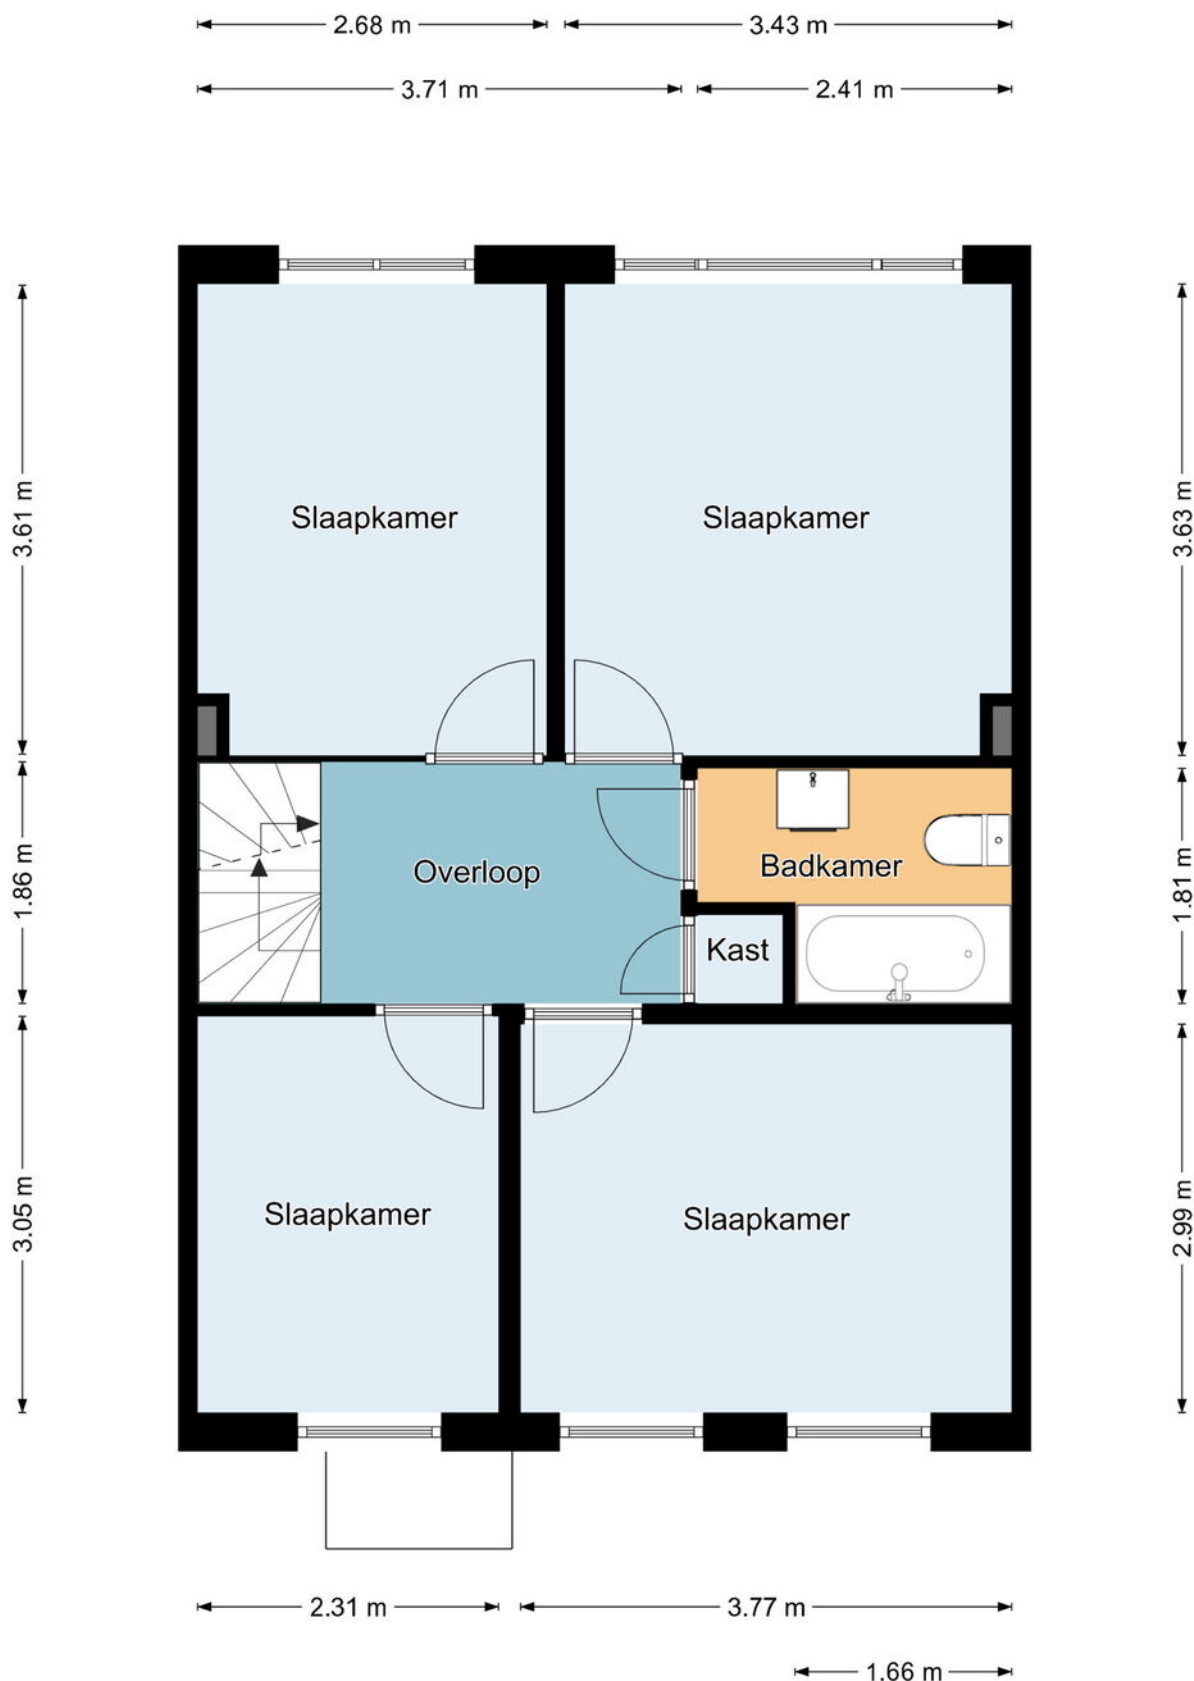 2.68 m
3.43 m
3.71 m
2.41 m
3.61 m
3.63 m
Slaapkamer
Slaapkamer
1.86 m
Overloop
Badkamer
1.81 m
Kast
3.05 m
Slaapkamer
Slaapkamer
2.99 m
2.31 m
3.77 m
1.66 m